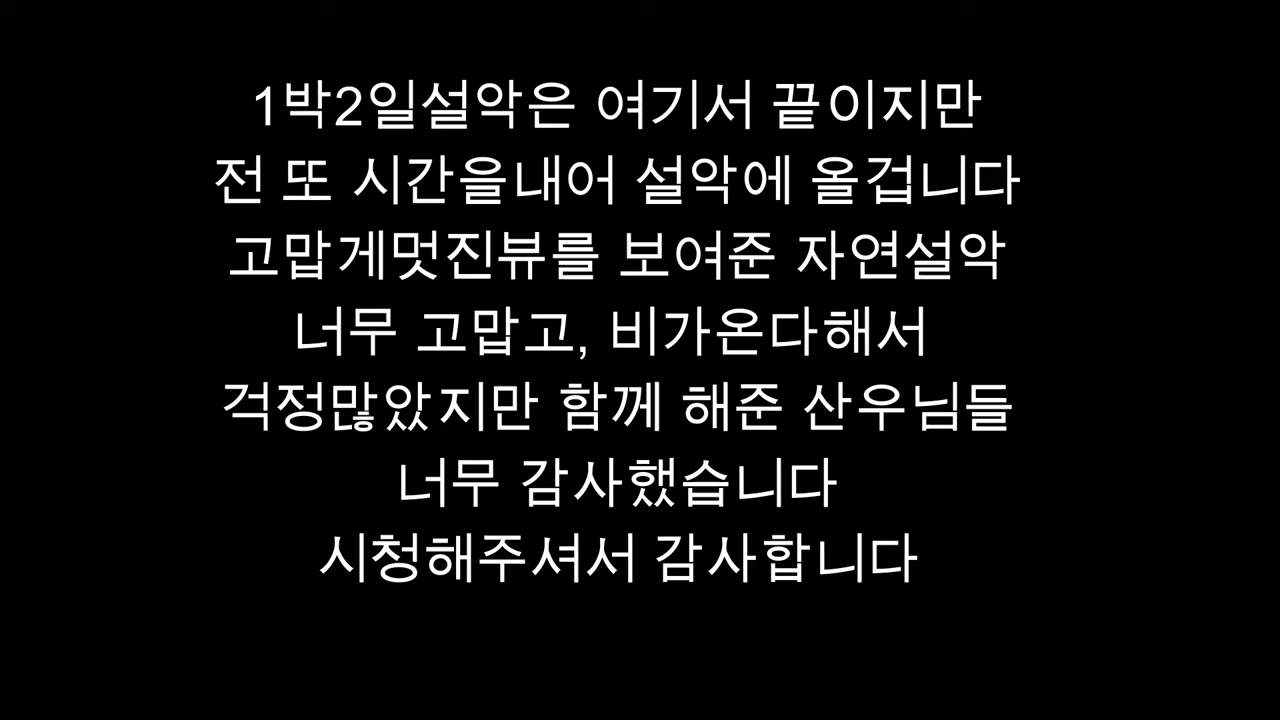 1박2일설악은 여기서 끝이지만
전 또 시간을내어 설악에 올겁니다
고맙게멋진뷰를 보여준 자연설악
너무 고맙고, 비가온다해서
걱정많았지만 함께 해준 산우님들
너무 감사했습니다
시청해주셔서 감사합니다